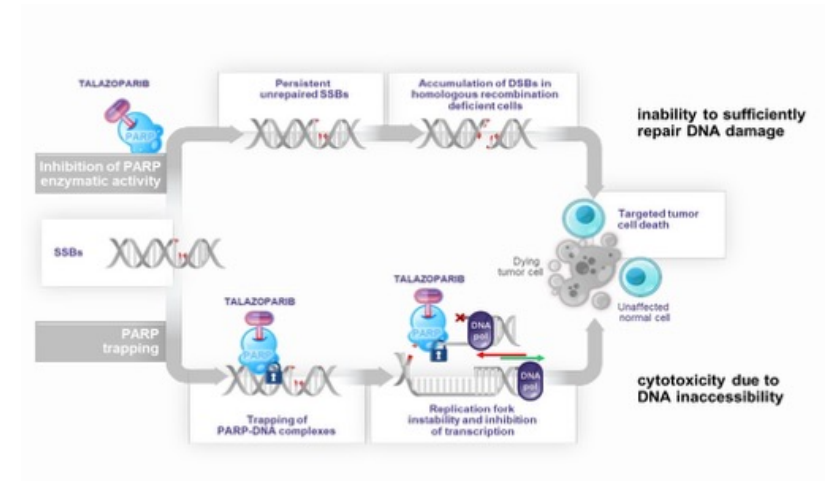 TALAZOPARIB
PARP
Inhibition of PARP
enzymatic activity
Persistent
unrepaired SSBs
Accumulation of DSBs in
homologous recombination
deficient cells
inability to sufficiently
repair DNA damage
SSBs
Targeted tumor
cell death
Dying
tumor cell
Unaffected
normal cell
PARP
trapping
TALAZOPARIB
PARP
Trapping of
PARP-DNA complexes
TALAZOPARIB
PARP
DNA
pol
DNA
pol
Replication fork
instability and inhibition
of transcription
cytotoxicity due to
DNA inaccessibility